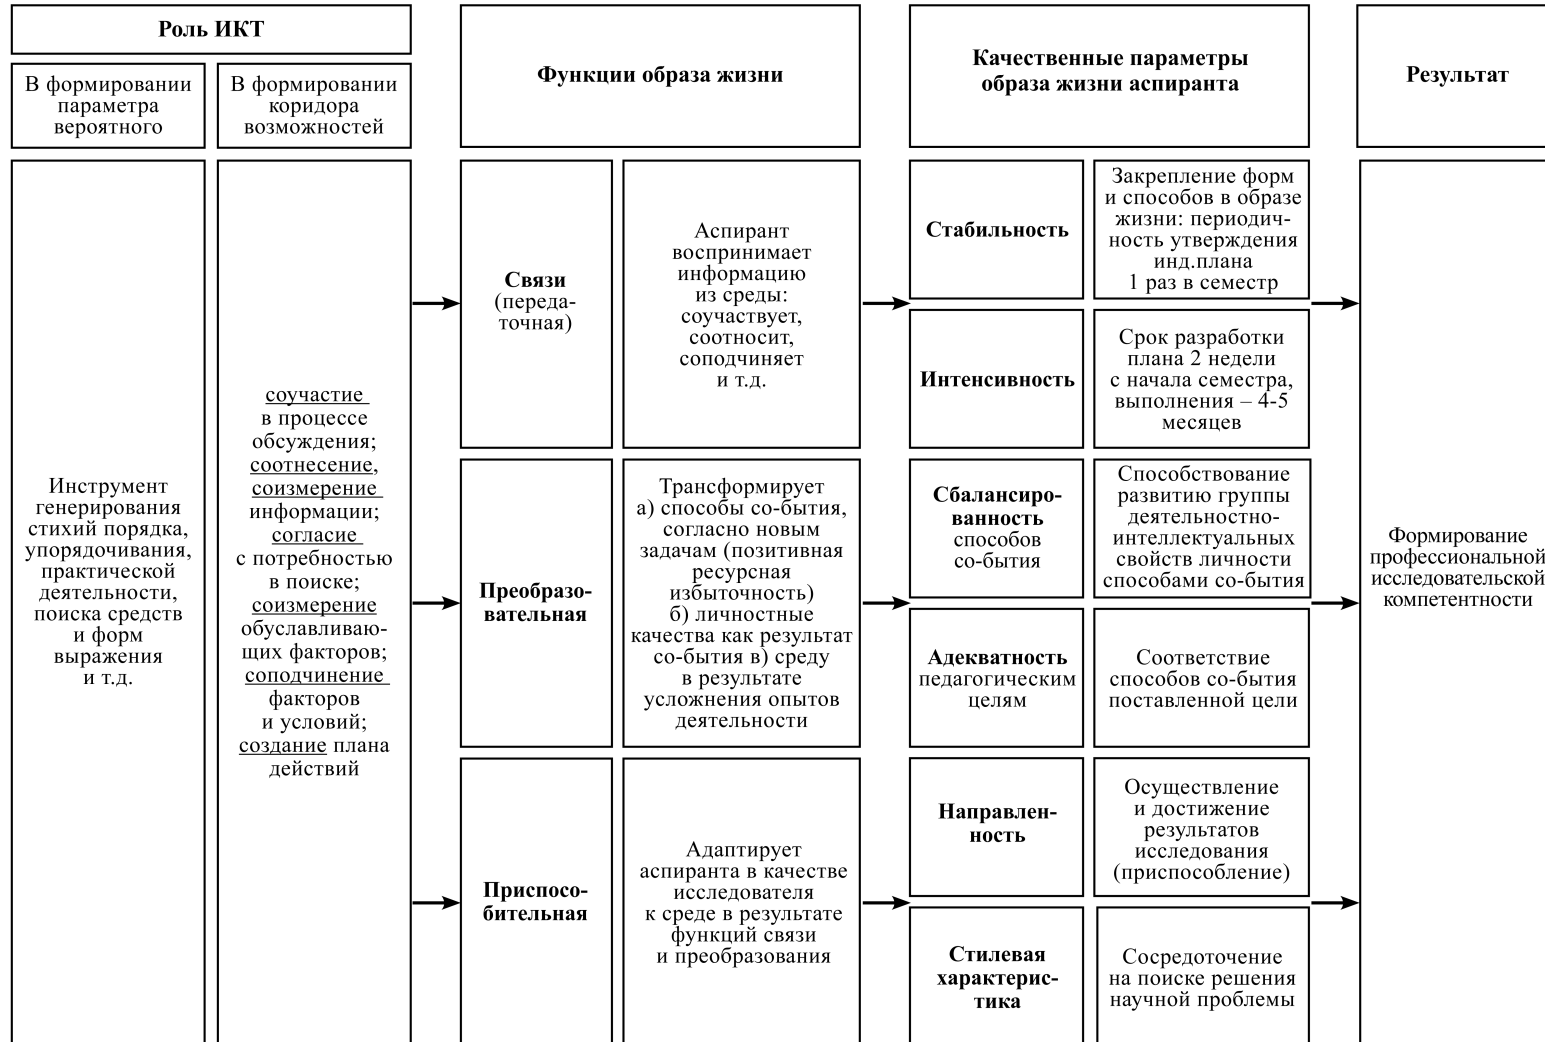 Роль ИКТ
В формировании
параметра
вероятного
В формировании
коридора
возможностей
Функции образа жизни
Качественные параметры
образа жизни аспиранта
Результат
Инструмент
генерирования
стихий порядка,
упорядочивания,
практической
деятельности,
поиска средств
и форм
выражения
и т.д.
соучастие
в процессе
обсуждения;
соотнесение,
соизмерение
информации;
согласие
с потребностью
в поиске;
соизмерение
обуславливаю-
щих факторов;
соподчинение
факторов
и условий;
создание плана
действий
Связи
(переда-
точная)
Аспирант
воспринимает
информацию
из среды:
соучаствует,
соотносит,
соподчиняет
и т.д.
Стабильность
Закрепление форм
и способов в образе
жизни: периодич-
ность утверждения
инд.плана
1 раз в семестр
Интенсивность
Срок разработки
плана 2 недели
с начала семестра,
выполнения – 4-5
месяцев
Преобразо-
вательная
Трансформирует
а) способы со-бытия,
согласно новым
задачам (позитивная
ресурсная
избыточность)
б) личностные
качества как результат
со-бытия в) среду
в результате
усложнения опытов
деятельности
Сбалансиро-
ванность
способов
со-бытия
Способствование
развитию группы
деятельностно-
интеллектуальных
свойств личности
способами со-бытия
Адекватность
педагогическим
целям
Соответствие
способов со-бытия
поставленной цели
Приспосо-
бительная
Адаптирует
аспиранта в качестве
исследователя
к среде в результате
функций связи
и преобразования
Направлен-
ность
Осуществление
и достижение
результатов
исследования
(приспособление)
Стилевая
характерис-
тика
Сосредоточение
на поиске решения
научной проблемы
Формирование
профессиональной
исследовательской
компетентности